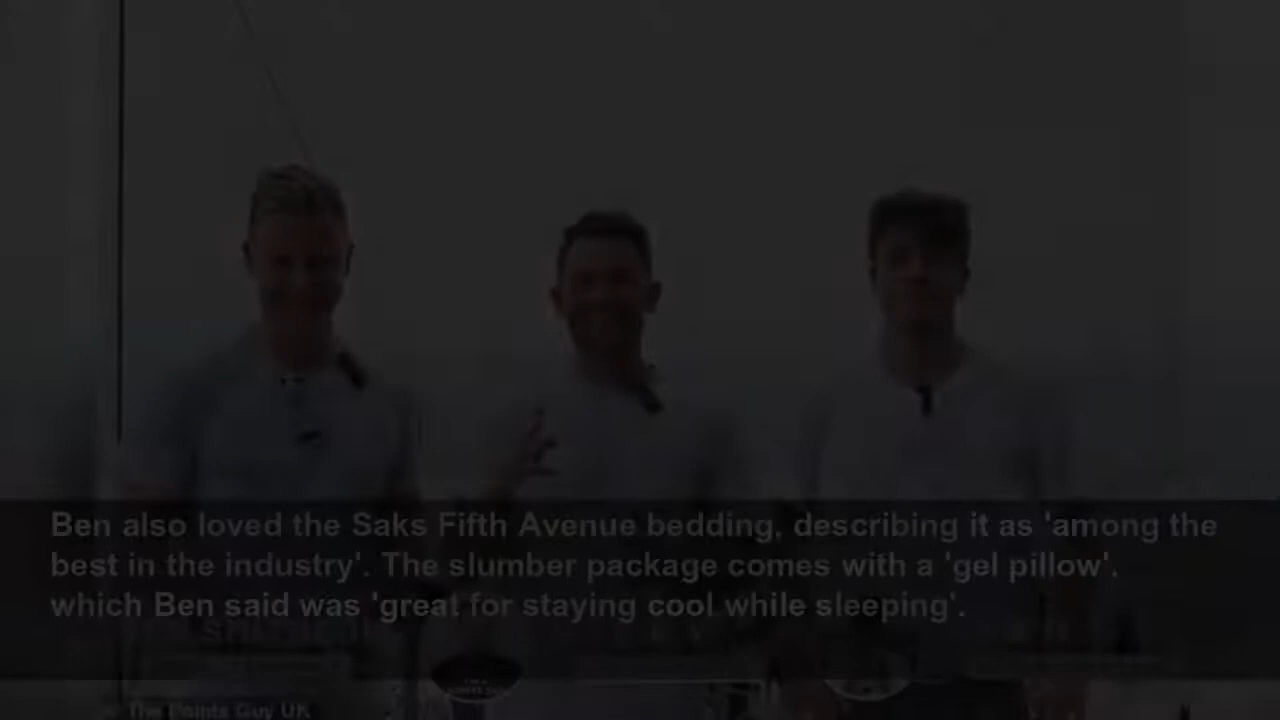 Ben also loved the Saks Fifth Avenue bedding, describing it as 'among the
best in the industry'. The slumber package comes with a 'gel pillow',
which Ben said was 'great for staying cool while sleeping'.
The Points Guy UK